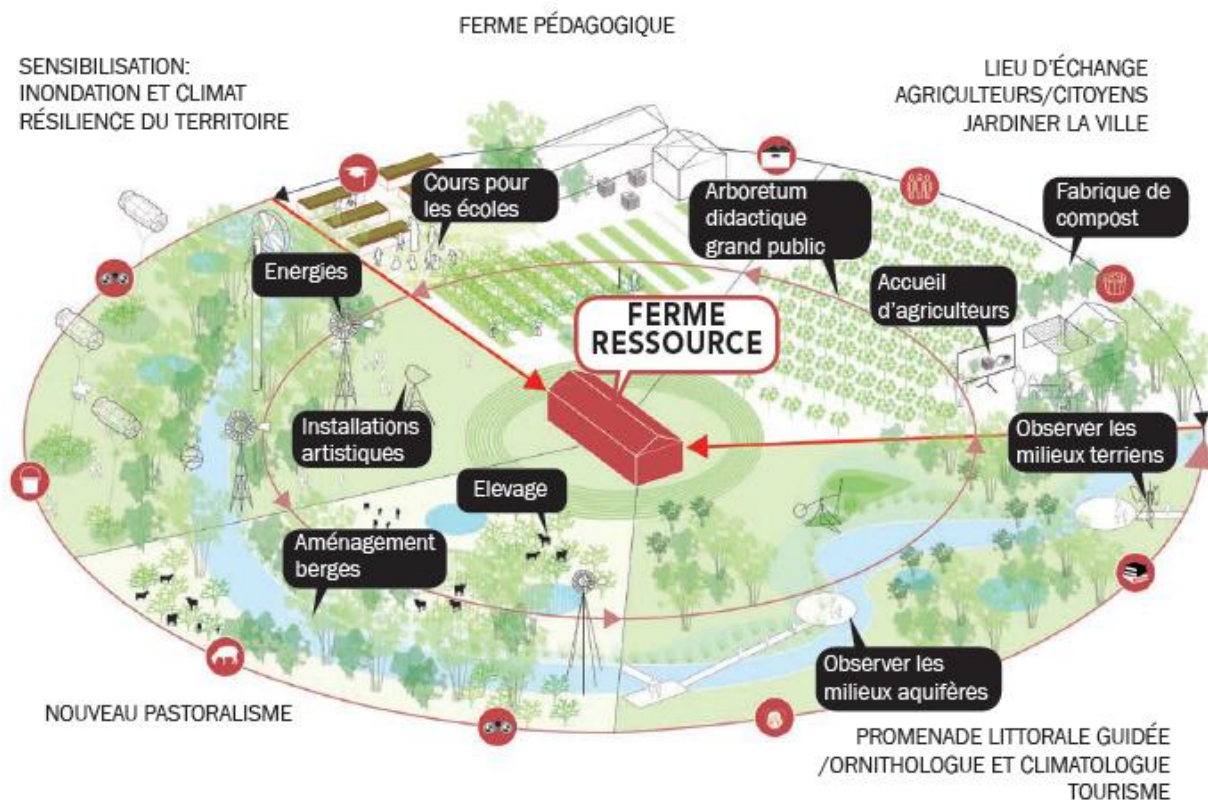 FERME PÉDAGOGIQUE
SENSIBILISATION:
INONDATION ET CLIMAT
RÉSILIENCE DU TERRITOIRE
LIEU D'ÉCHANGE
AGRICULTEURS/CITOYENS
JARDINER LA VILLE
Cours pour
les écoles
Arboretum
didactique
grand public
Fabrique de
compost
Energies
Accueil
d'agriculteurs
FERME
RESSOURCE
Installations
artistiques
Observer les
milieux terriens
Elevage
Aménagement
berges
Observer les
milieux aquifères
NOUVEAU PASTORALISME
PROMENADE LITTORALE GUIDÉE
/ORNITHOLOGUE ET CLIMATOLOGUE
TOURISME